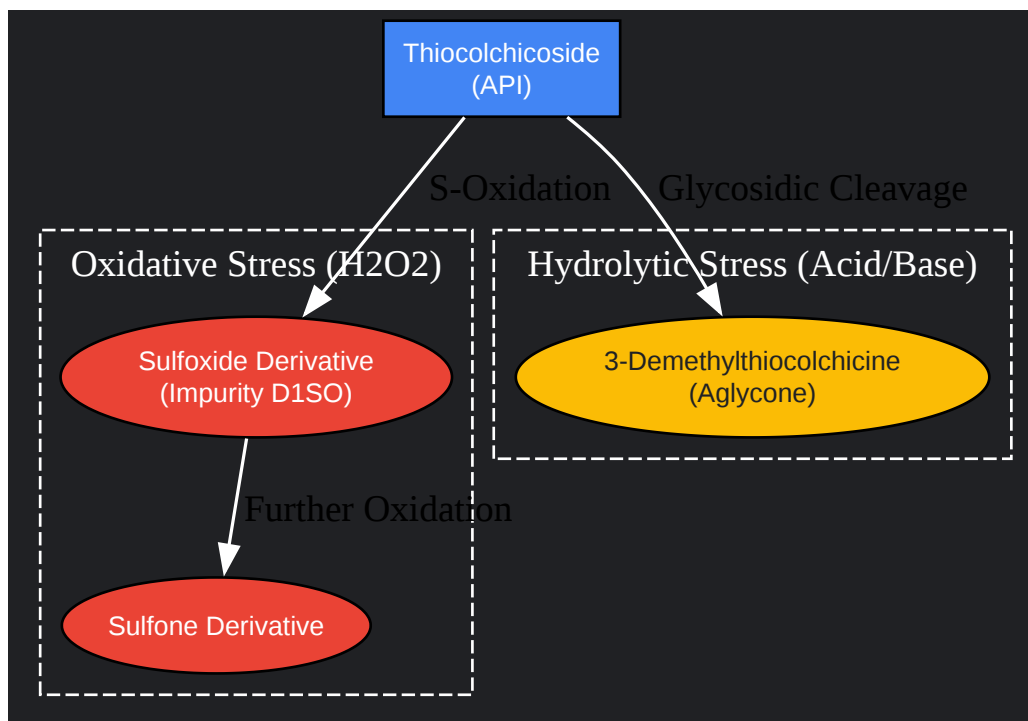 Thiocolchicoside
(API)
S-Oxidation
Glycosidic Cleavage
Oxidative Stress (H2O2)
Hydrolytic Stress (Acid/Base)
Sulfoxide Derivative
(Impurity D1SO)
3-Demethylthiocolchicine
(Aglycone)
Further Oxidation
Sulfone Derivative